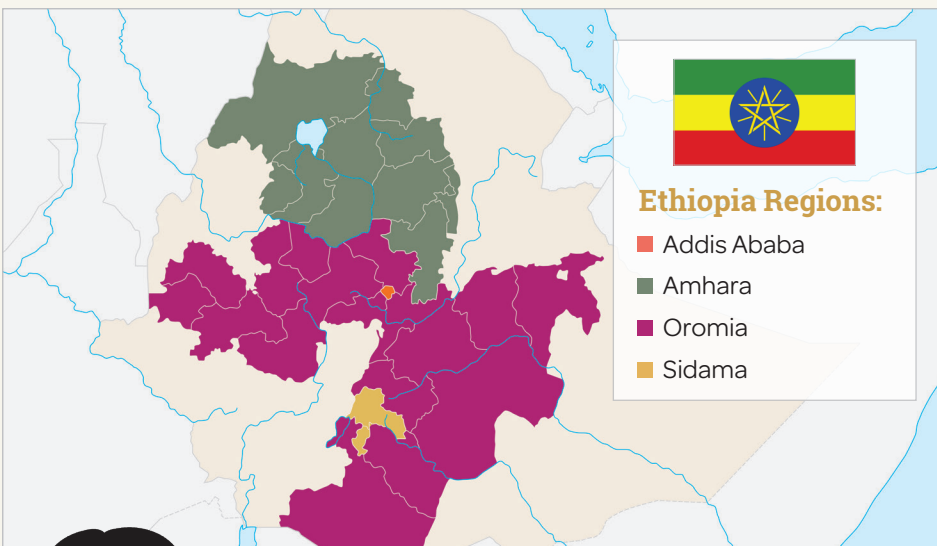 Ethiopia Regions:
Addis Ababa
Amhara
Oromia
Sidama